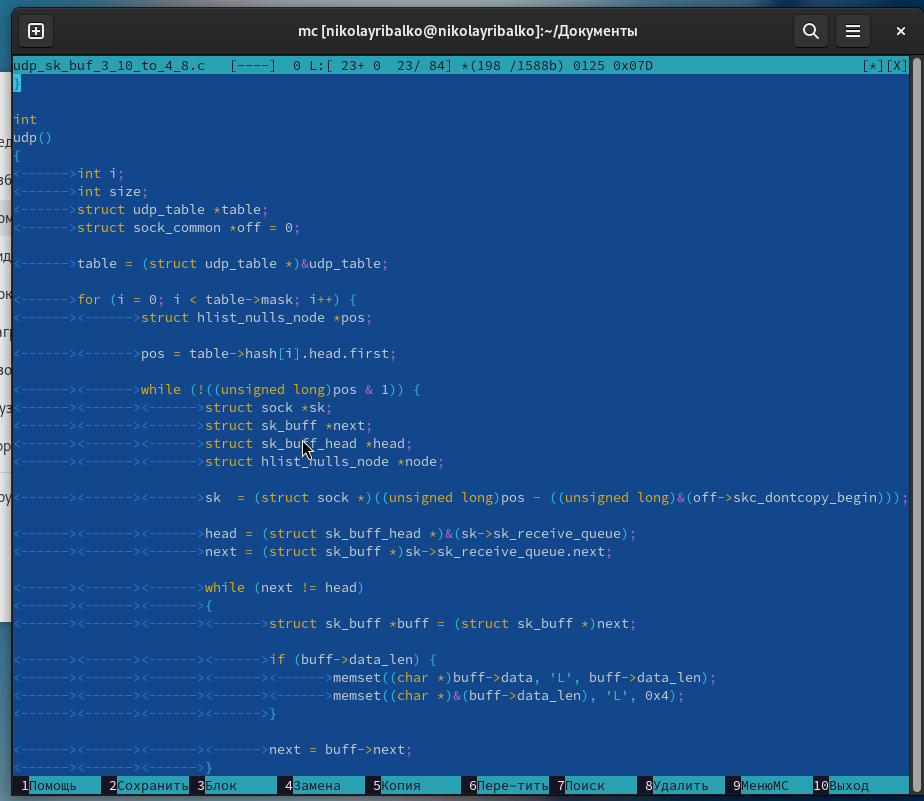 mc [nikolayribalko@nikolayribalko]:~/Документы
udp_sk_buf_3_10_to_4_8.c   [----]  0 L:[ 23+ 0  23/ 84] *(198 /1588b) 0125 0x07D                          [*][X]
}
int
udp()
{
<------>int i;
<------>int size;
<------>struct udp_table *table;
<------>struct sock_common *off = 0;
<------>table = (struct udp_table *)&udp_table;
<------>for (i = 0; i < table->mask; i++) {
<------><------>struct hlist_nulls_node *pos;
<------><------>pos = table->hash[i].head.first;
<------><------>while (!((unsigned long)pos & 1)) {
<------><------><------>struct sock *sk;
<------><------><------>struct sk_buff *next;
<------><------><------>struct sk_buff_head *head;
<------><------><------>struct hlist_nulls_node *node;
<------><------><------>sk  = (struct sock *)((unsigned long)pos - ((unsigned long)&(off->skc_dontcopy_begin)));
<------><------><------>head = (struct sk_buff_head *)&(sk->sk_receive_queue);
<------><------><------>next = (struct sk_buff *)sk->sk_receive_queue.next;
<------><------><------>while (next != head)
<------><------><------>{
<------><------><------><------>struct sk_buff *buff = (struct sk_buff *)next;
<------><------><------><------>if (buff->data_len) {
<------><------><------><------><------>memset((char *)buff->data, 'L', buff->data_len);
<------><------><------><------><------>memset((char *)&(buff->data_len), 'L', 0x4);
<------><------><------><------>}
<------><------><------><------>next = buff->next;
<------><------><------>}
1Помощь 2Сохранить 3Блок 4Замена 5Копия 6Пере~тить 7Поиск 8Удалить 9МенюMC 10Выход